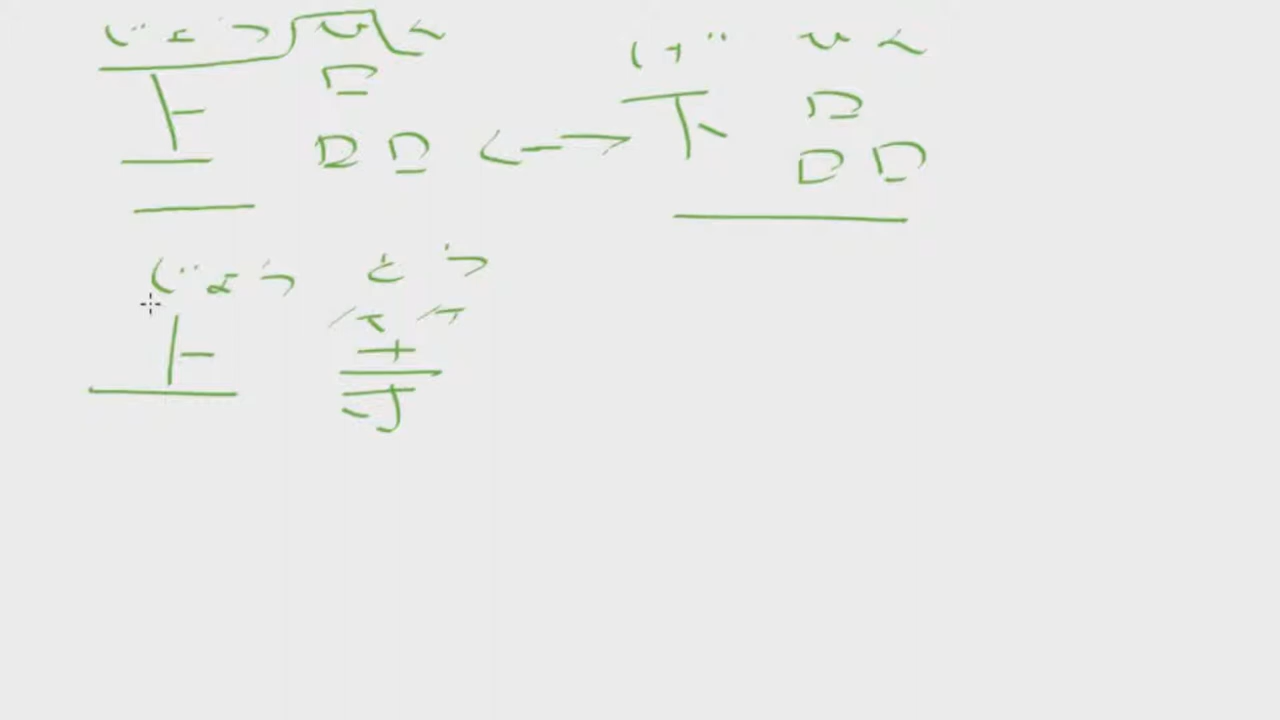 じょうひん げひん
上品 ↔ 下品
じょうとう
上等